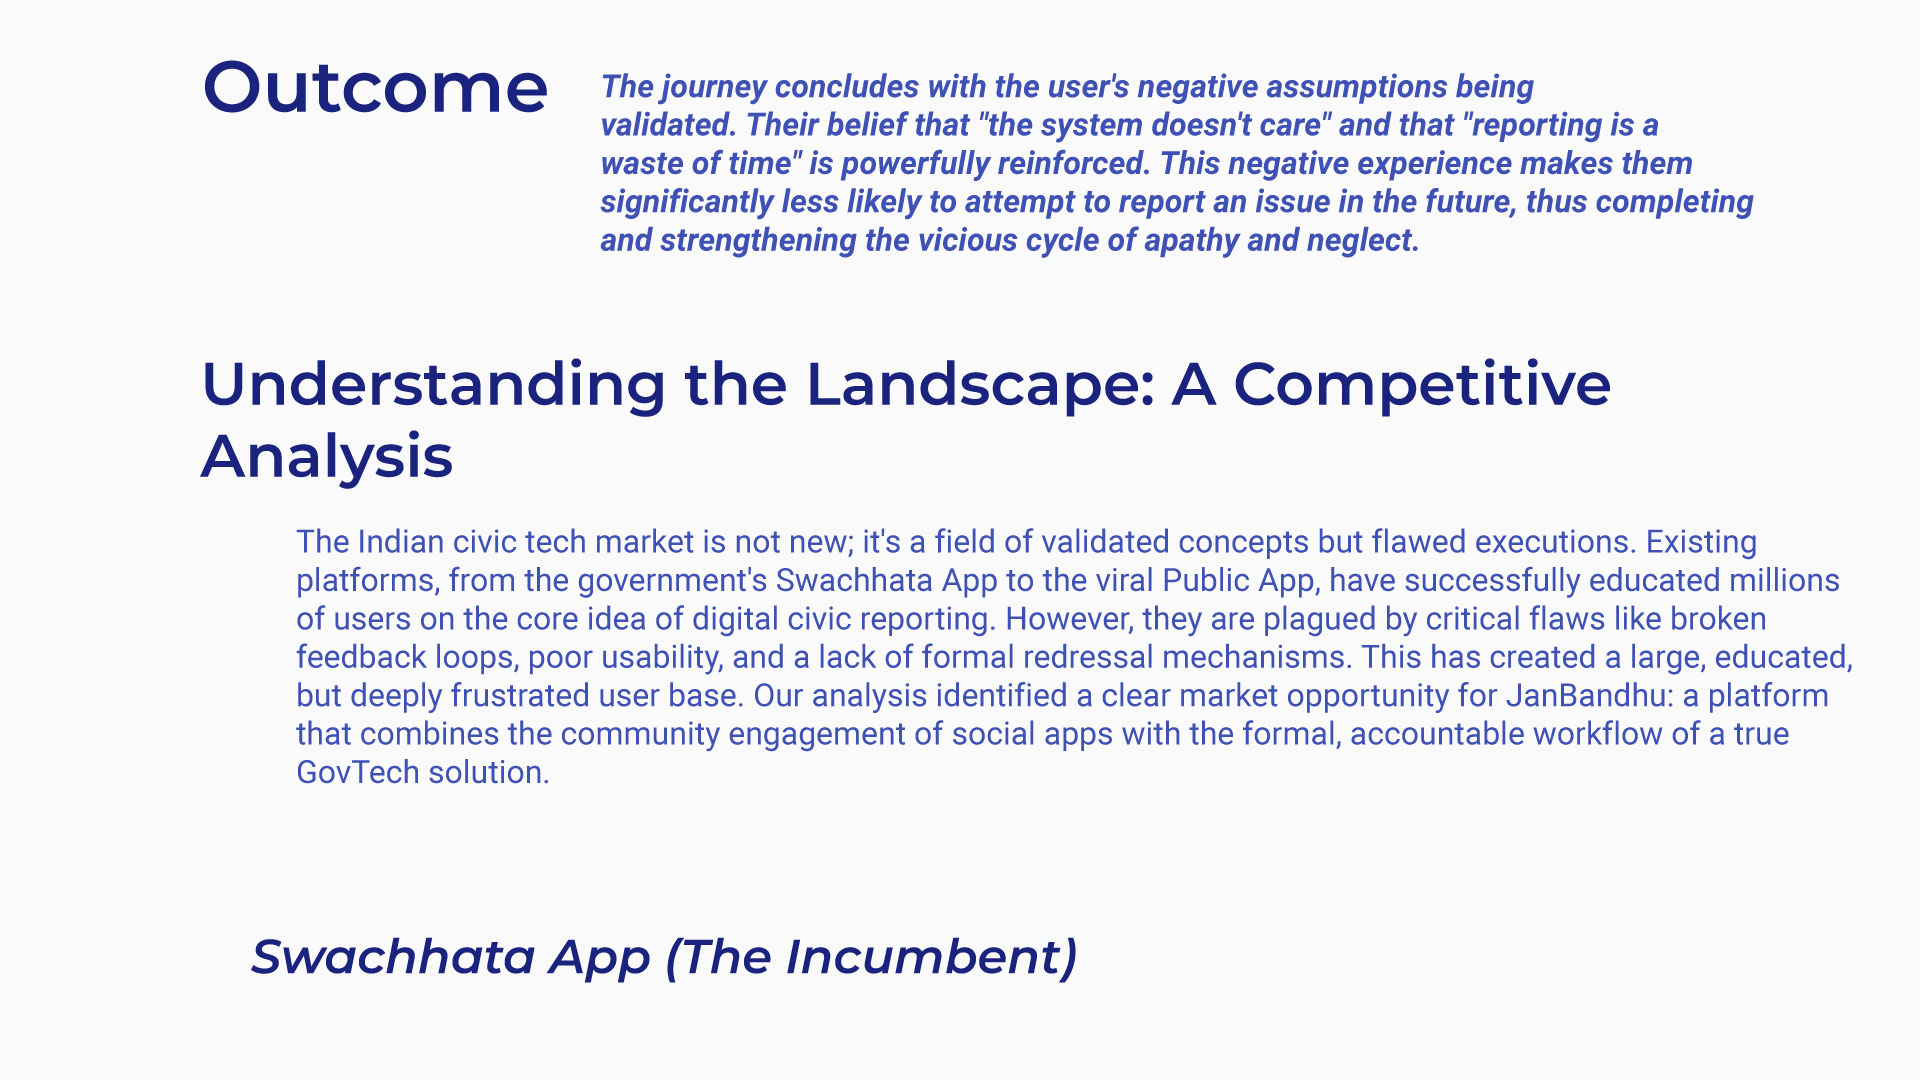 Outcome
The journey concludes with the user's negative assumptions being
validated. Their belief that "the system doesn't care" and that "reporting is a
waste of time" is powerfully reinforced. This negative experience makes them
significantly less likely to attempt to report an issue in the future, thus completing
and strengthening the vicious cycle of apathy and neglect.
Understanding the Landscape: A Competitive
Analysis
The Indian civic tech market is not new; it's a field of validated concepts but flawed executions. Existing
platforms, from the government's Swachhata App to the viral Public App, have successfully educated millions
of users on the core idea of digital civic reporting. However, they are plagued by critical flaws like broken
feedback loops, poor usability, and a lack of formal redressal mechanisms. This has created a large, educated,
but deeply frustrated user base. Our analysis identified a clear market opportunity for JanBandhu: a platform
that combines the community engagement of social apps with the formal, accountable workflow of a true
GovTech solution.
Swachhata App (The Incumbent)